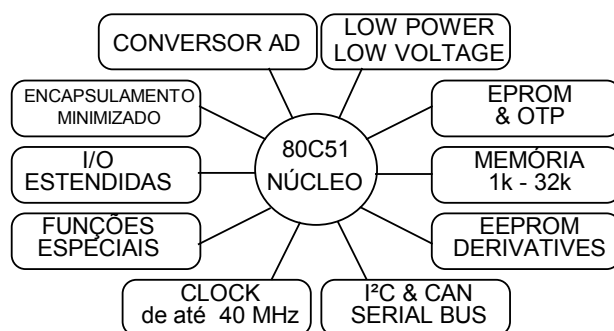 CONVERSOR AD
LOW POWER
LOW VOLTAGE
ENCAPSULAMENTO
MINIMIZADO
EPROM
& OTP
80C51
NÚCLEO
I/O
ESTENDIDAS
MEMÓRIA
1k - 32k
FUNÇÕES
ESPECIAIS
EEPROM
DERIVATIVES
CLOCK
de até 40 MHz
I²C & CAN
SERIAL BUS